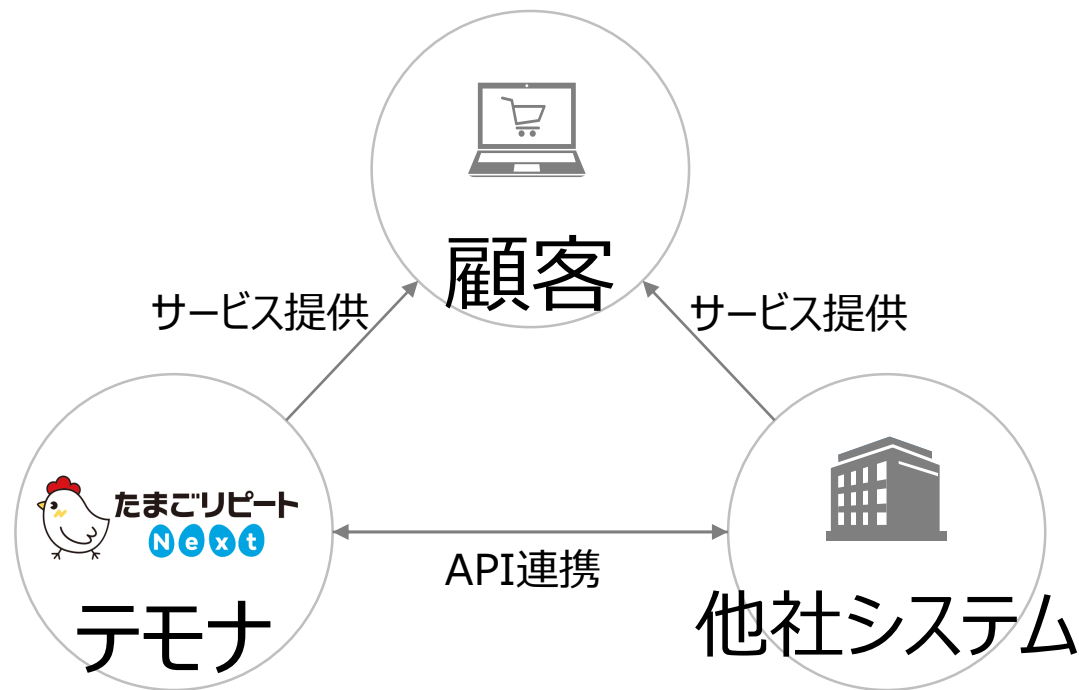 顧客
サービス提供
サービス提供
たまごリピート
Next
テモナ
API連携
他社システム